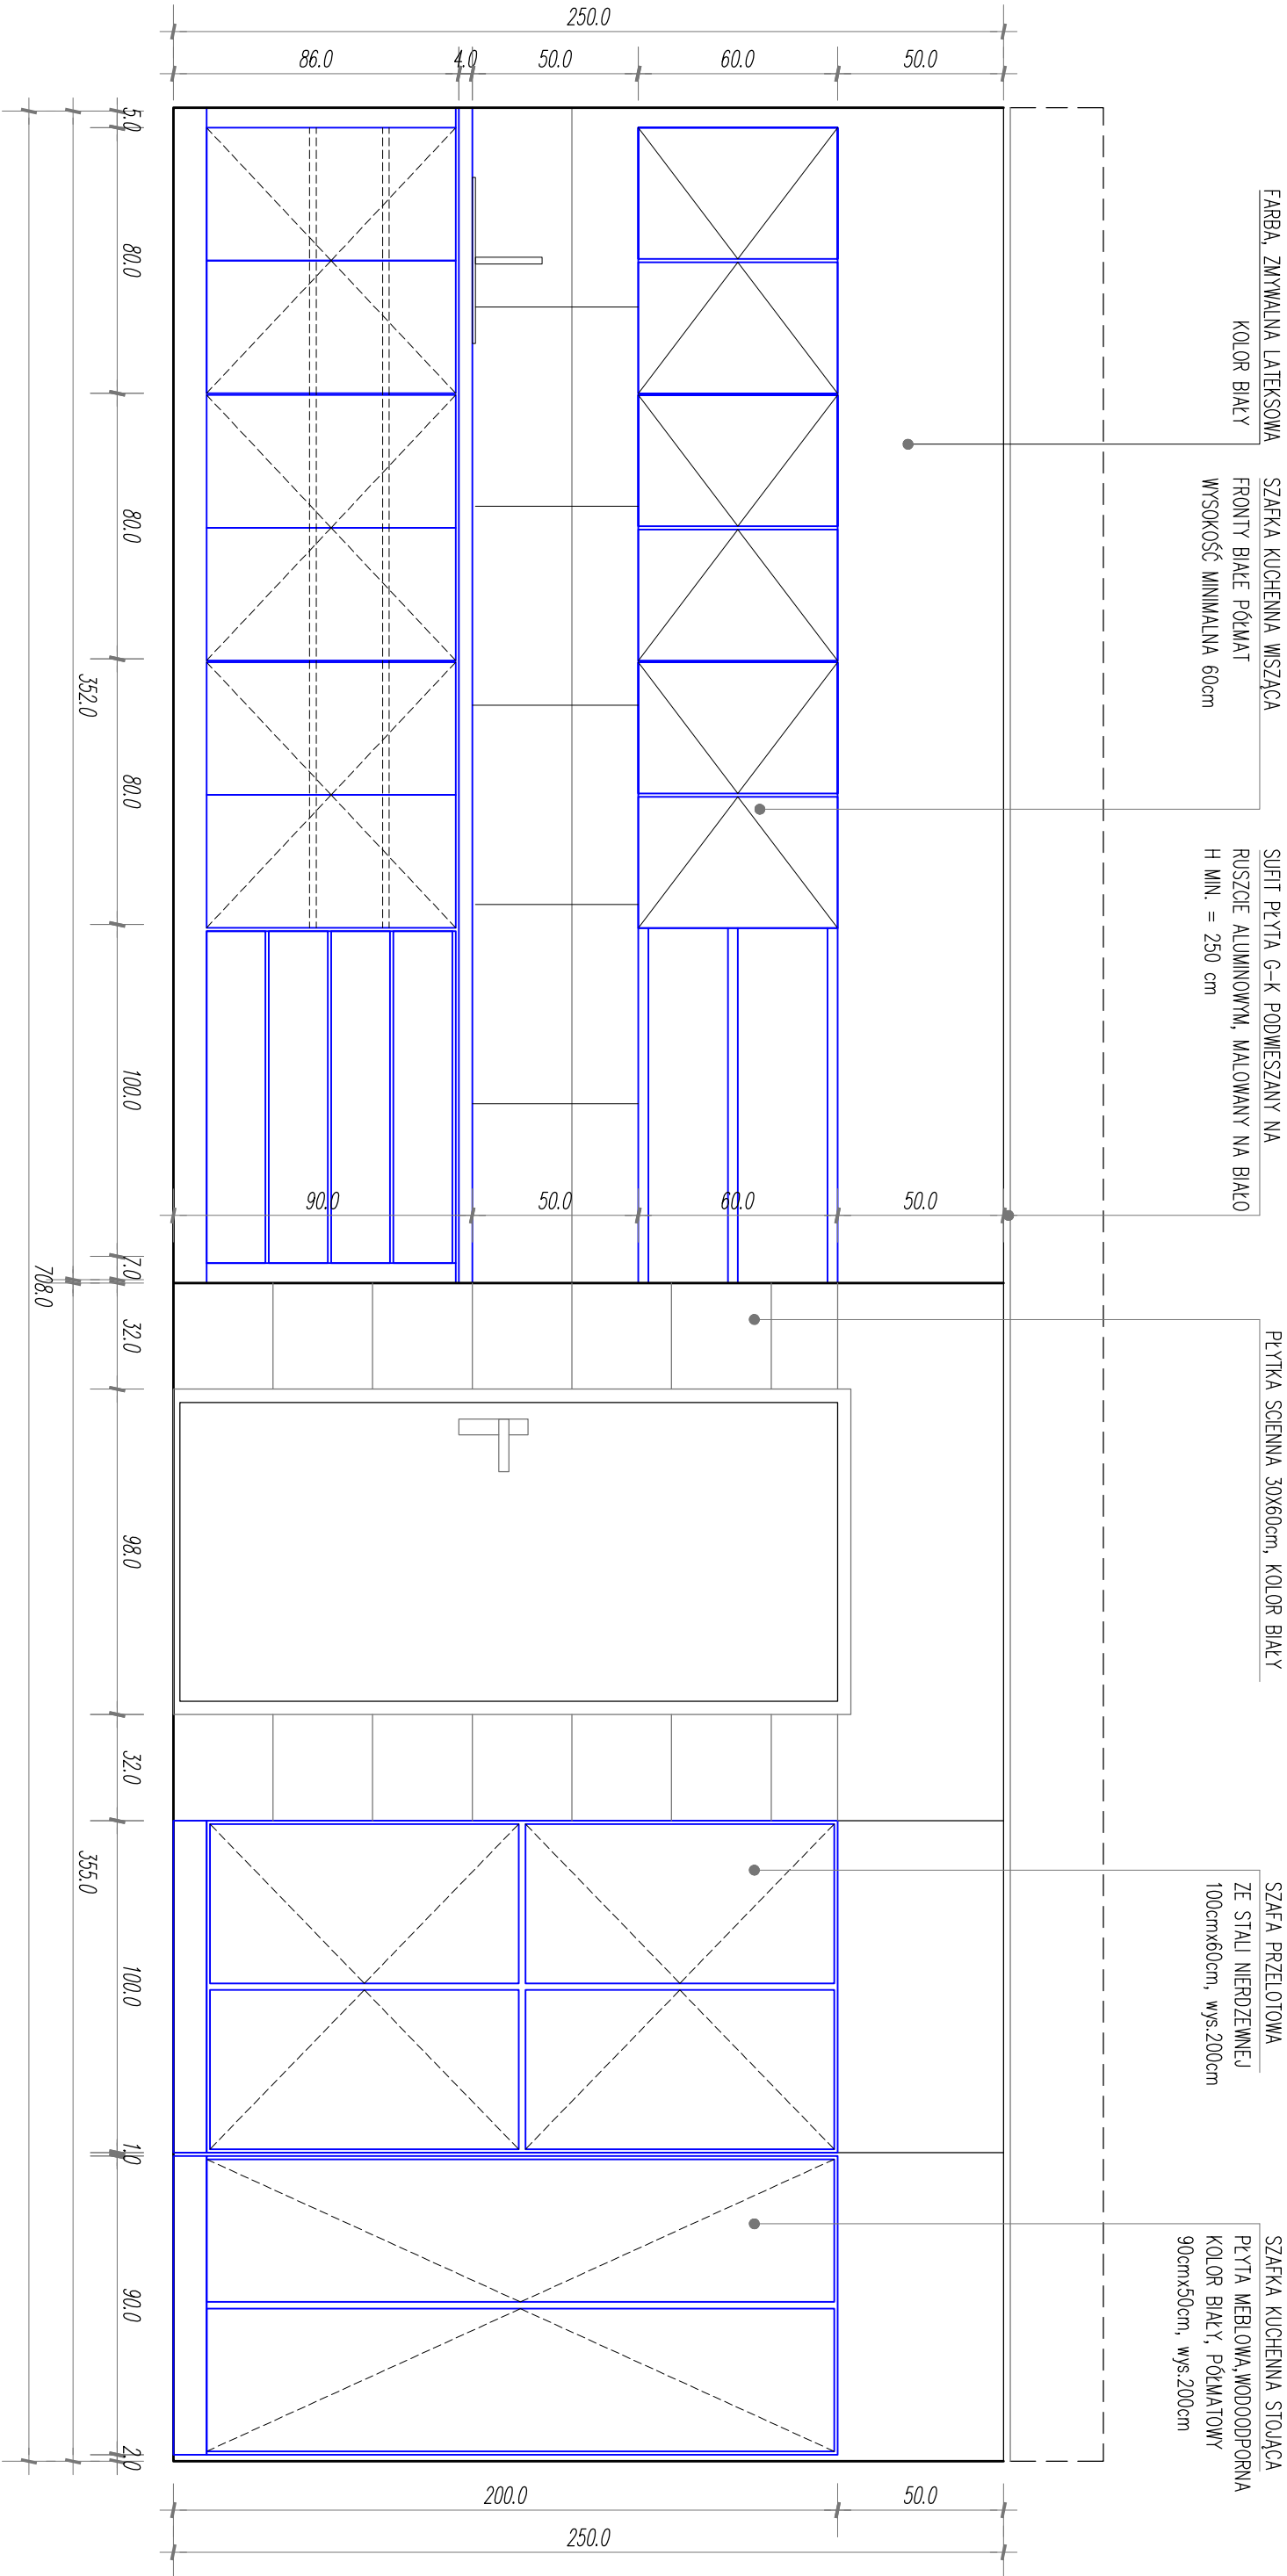 FARBA, ZMYWALNA LATEKSOWA
KOLOR BIAŁY
SZAFKA KUCHENNA WISZĄCA
FRONTY BIAŁE PÓŁMAT
WYSOKOŚĆ MINIMALNA 60cm
SUFIT PŁYTA G-K PODWIESZANY NA
RUSZCIE ALUMINOWYM, MALOWANY NA BIAŁO
H MIN. = 250 cm
PŁYTKA SCIENNA 30X60cm, KOLOR BIAŁY
SZAFA PRZELOTOWA
ZE STALI NIERDZEWNEJ
100cmx60cm, wys.200cm
SZAFKA KUCHENNA STOJĄCA
PŁYTA MEBLOWA,WODOODPORNA
KOLOR BIAŁY, PÓŁMATOWY
90cmx50cm, wys.200cm
250.0
86.0
4.0
50.0
60.0
50.0
90.0
50.0
60.0
50.0
200.0
50.0
250.0
5.0
80.0
80.0
80.0
100.0
7.0
32.0
98.0
32.0
100.0
1.0
90.0
2.0
352.0
355.0
708.0